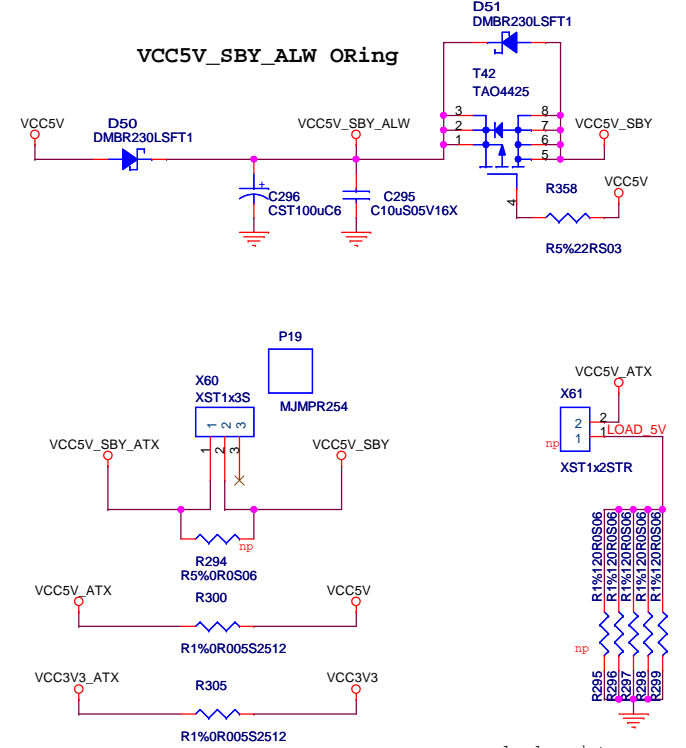 D51
DMBR230LSFT1
VCC5V_SBY_ALW ORing
T42
TAO4425
VCC5V
D50
DMBR230LSFT1
VCC5V_SBY_ALW
3
2
1
8
7
6
5
VCC5V_SBY
4
R358
VCC5V
R5%22RS03
+
C296
CST100uC6
C295
C10uS05V16X
P19
MJMPR254
X60
XST1x3S
1
2
3
1
2
3
VCC5V_SBY_ATX
VCC5V_SBY
np
R294
R5%0R0S06
VCC5V_ATX
R300
VCC5V
R1%0R005S2512
VCC3V3_ATX
R305
VCC3V3
R1%0R005S2512
VCC5V_ATX
X61
2
1
2
1
LOAD_5V
np
XST1x2STR
R1%120R0S06
R1%120R0S06
R1%120R0S06
R1%120R0S06
R1%120R0S06
np
R295
R296
R297
R298
R299